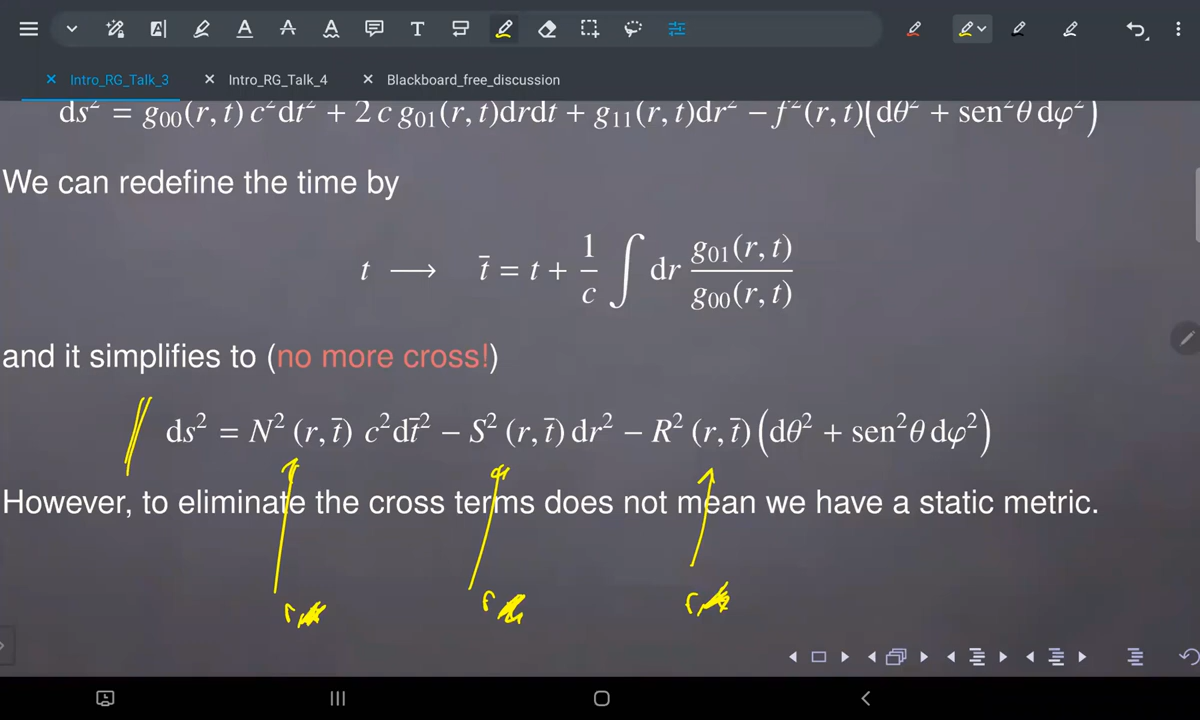 Intro_RG_Talk_3 Intro_RG_Talk_4 Blackboard_free_discussion
ds² = g₀₀(r, t) c²dt² + 2 c g₀₁(r, t)drdt + g₁₁(r, t)dr² − f²(r, t)(dθ² + sen²θ dφ²)
We can redefine the time by
t ⟶ t̄ = t + 1/c ∫ dr g₀₁(r, t)/g₀₀(r, t)
and it simplifies to (no more cross!)
ds² = N² (r, t̄) c²dt̄² − S² (r, t̄) dr² − R² (r, t̄) (dθ² + sen²θ dφ²)
However, to eliminate the cross terms does not mean we have a static metric.
r, r, r,